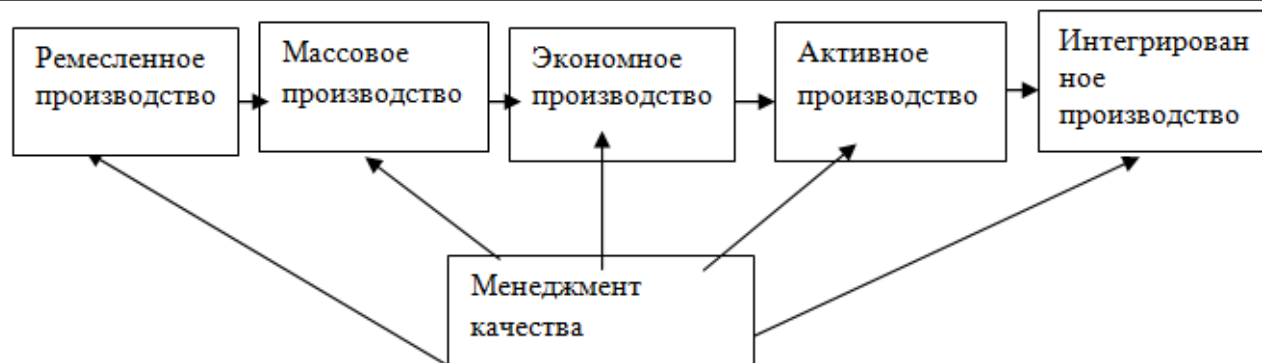 Ремесленное
производство
Массовое
производство
Экономное
производство
Активное
производство
Интегрирован
ное
производство
Менеджмент
качества